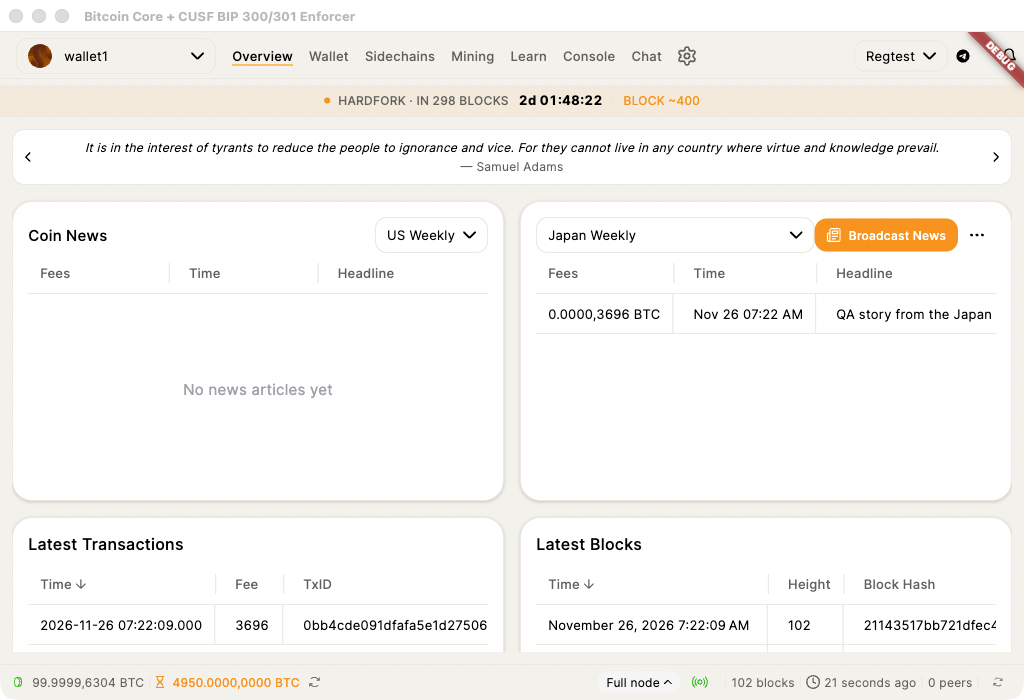 Bitcoin Core + CUSF BIP 300/301 Enforcer
wallet1 Overview Wallet Sidechains Mining Learn Console Chat Regtest
DEBUG
HARDFORK · IN 298 BLOCKS 2d 01:48:22 BLOCK ~400
It is in the interest of tyrants to reduce the people to ignorance and vice. For they cannot live in any country where virtue and knowledge prevail.
— Samuel Adams
Coin News US Weekly
Fees Time Headline
No news articles yet
Japan Weekly Broadcast News
Fees Time Headline
0.0000,3696 BTC Nov 26 07:22 AM QA story from the Japan
Latest Transactions
Time Fee TxID
2026-11-26 07:22:09.000 3696 0bb4cde091dfafa5e1d27506
Latest Blocks
Time Height Block Hash
November 26, 2026 7:22:09 AM 102 21143517bb721dfec4
99.9999,6304 BTC 4950.0000,0000 BTC Full node 102 blocks 21 seconds ago 0 peers